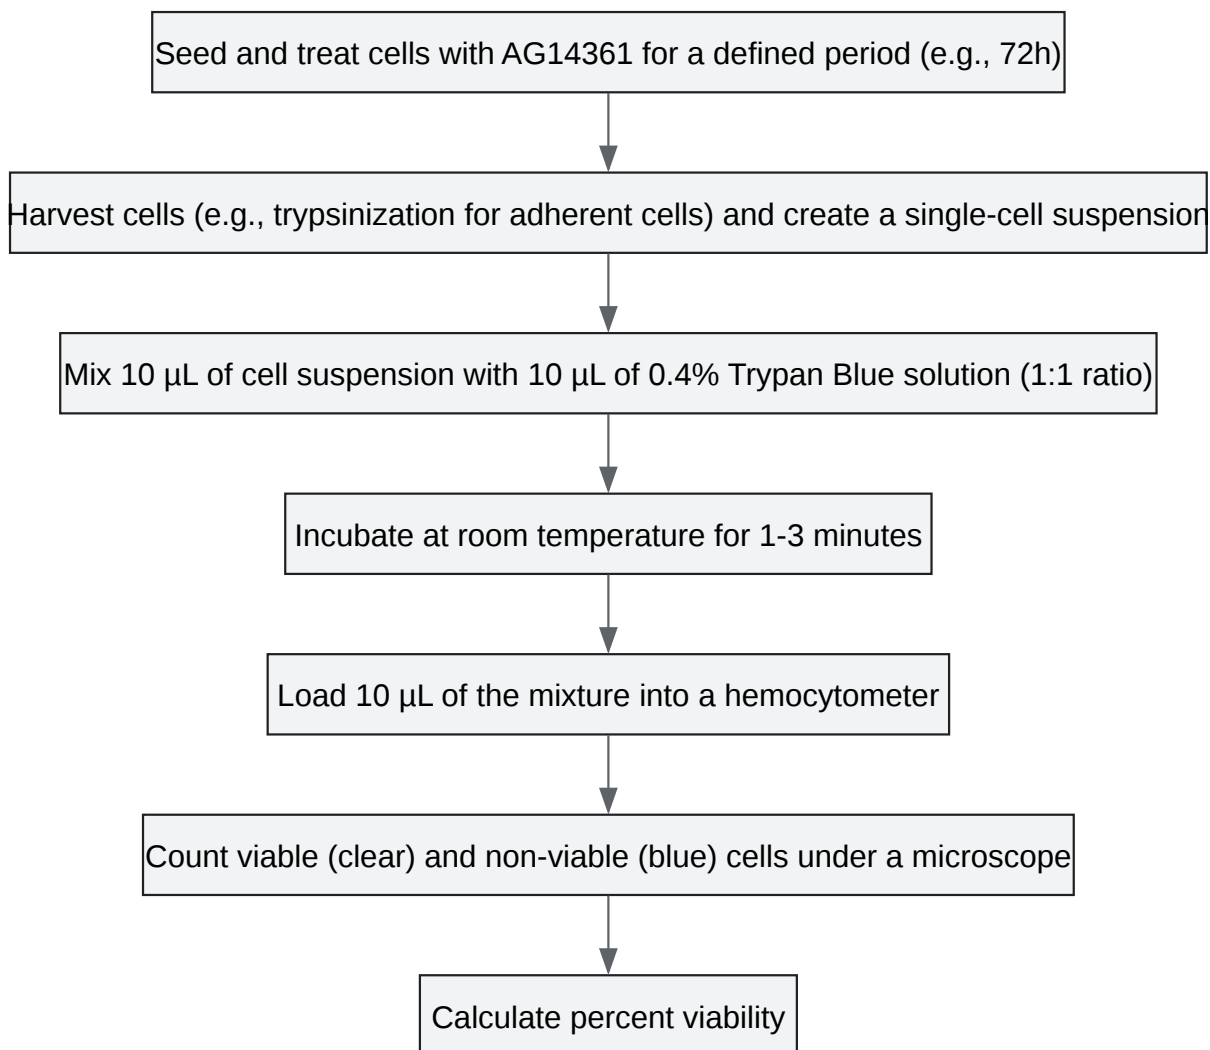 Seed and treat cells with AG14361 for a defined period (e.g., 72h)
Harvest cells (e.g., trypsinization for adherent cells) and create a single-cell suspension
Mix 10 µL of cell suspension with 10 µL of 0.4% Trypan Blue solution (1:1 ratio)
Incubate at room temperature for 1-3 minutes
Load 10 µL of the mixture into a hemocytometer
Count viable (clear) and non-viable (blue) cells under a microscope
Calculate percent viability